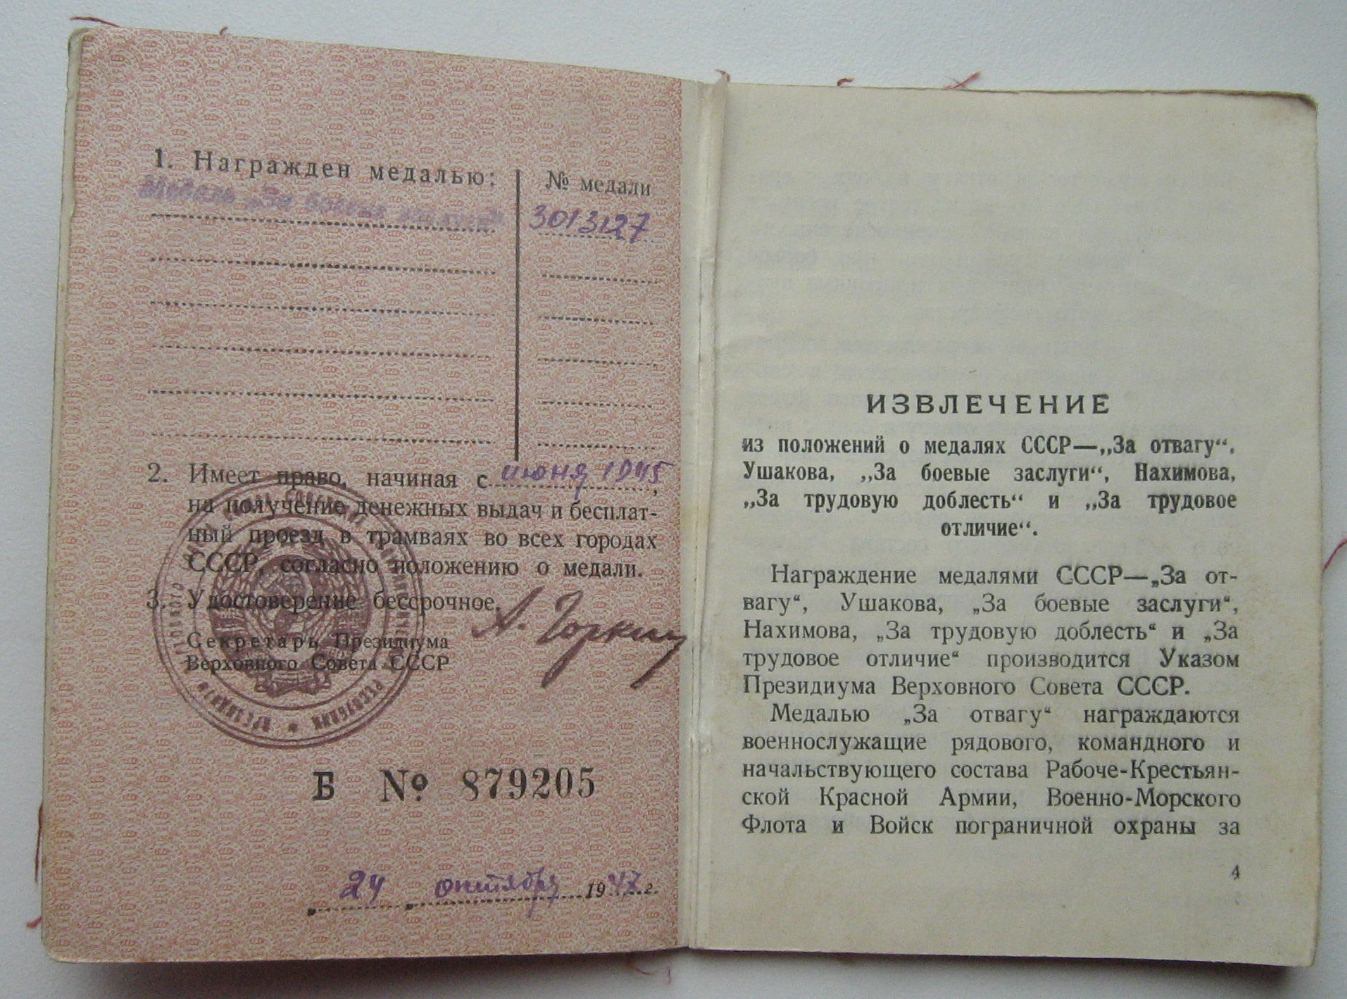 1. Награжден медалью:
№ медали
Медаль „За боевые заслуги“
3013127
2. Имеет право, начиная с июня 1945,
на получение денежных выдач и бесплат-
ный проезд в трамваях во всех городах
СССР, согласно положению о медали.
3. Удостоверение бессрочное.
Секретарь Президиума
Верховного Совета СССР
А. Горкин
Б № 879205
24 октября 1947 г.
ИЗВЛЕЧЕНИЕ
из положений о медалях СССР—„За отвагу“,
Ушакова, „За боевые заслуги“, Нахимова,
„За трудовую доблесть“ и „За трудовое
отличие“.
Награждение медалями СССР—„За от-
вагу“, Ушакова, „За боевые заслуги“,
Нахимова, „За трудовую доблесть“ и „За
трудовое отличие“ производится Указом
Президиума Верховного Совета СССР.
Медалью „За отвагу“ награждаются
военнослужащие рядового, командного и
начальствующего состава Рабоче-Крестьян-
ской Красной Армии, Военно-Морского
Флота и Войск пограничной охраны за
4